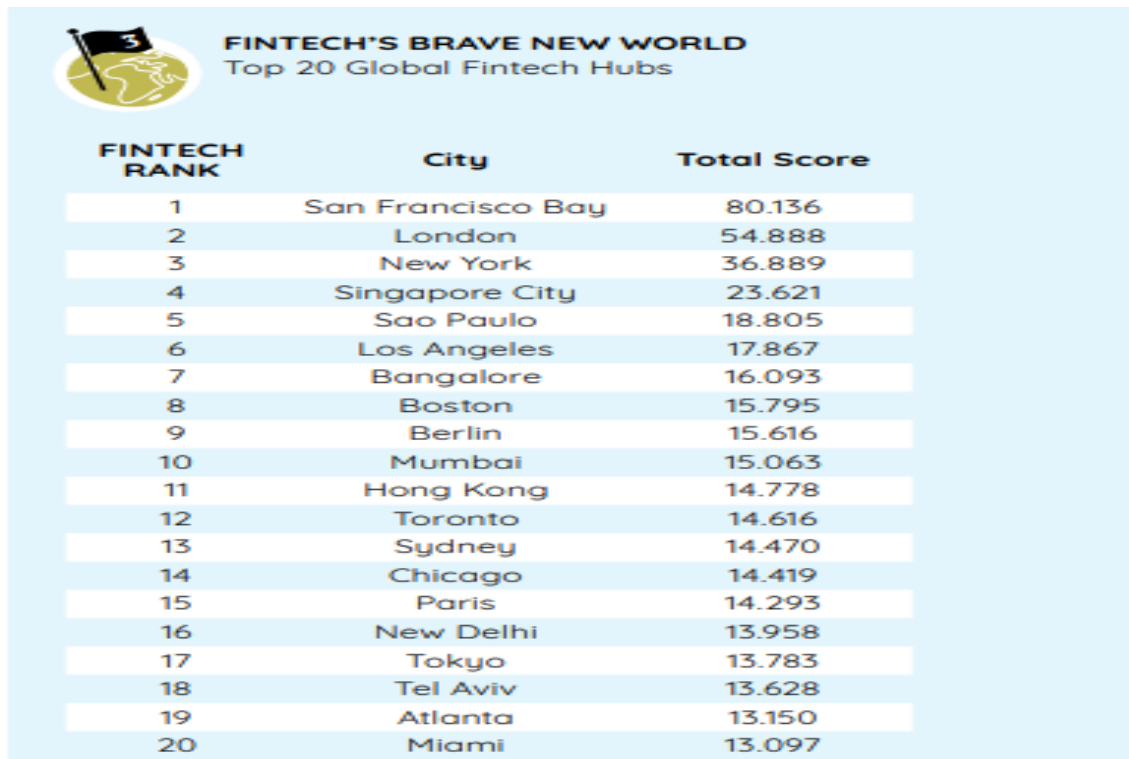 3
FINTECH'S BRAVE NEW WORLD
Top 20 Global Fintech Hubs
FINTECH RANK City Total Score
1 San Francisco Bay 80.136
2 London 54.888
3 New York 36.889
4 Singapore City 23.621
5 Sao Paulo 18.805
6 Los Angeles 17.867
7 Bangalore 16.093
8 Boston 15.795
9 Berlin 15.616
10 Mumbai 15.063
11 Hong Kong 14.778
12 Toronto 14.616
13 Sydney 14.470
14 Chicago 14.419
15 Paris 14.293
16 New Delhi 13.958
17 Tokyo 13.783
18 Tel Aviv 13.628
19 Atlanta 13.150
20 Miami 13.097